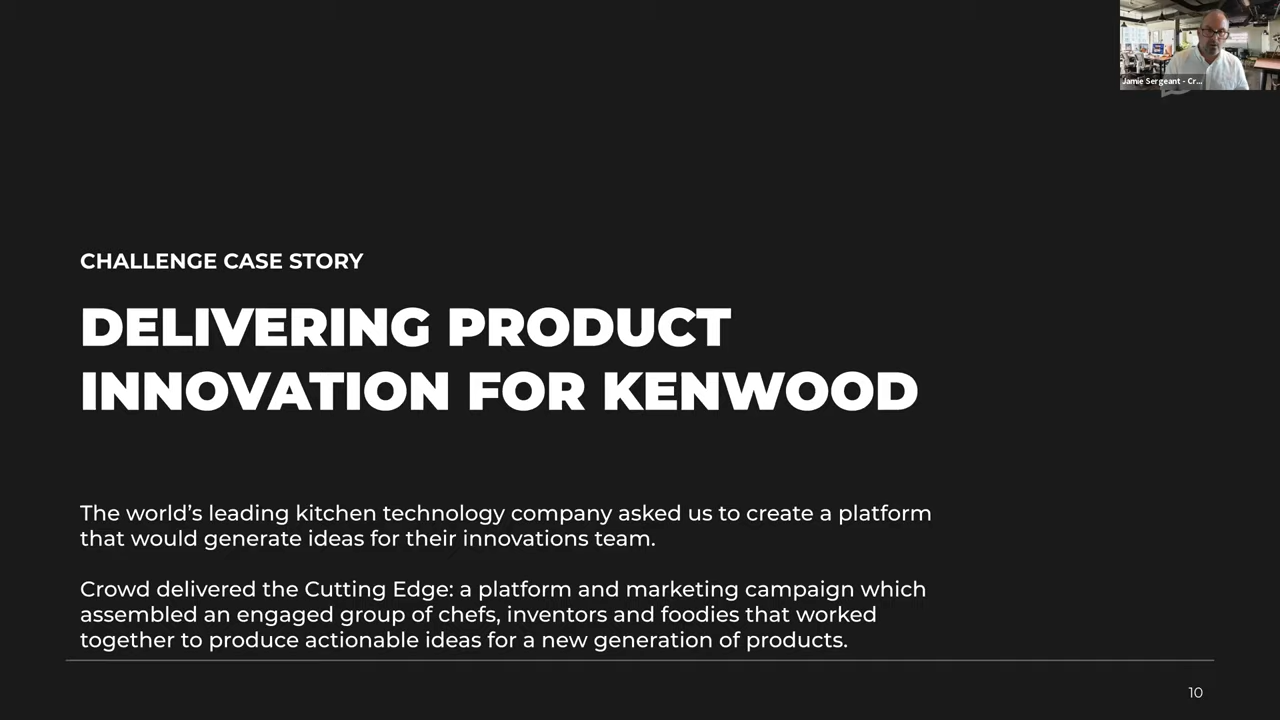 Jamie Sergeant - Cr...
CHALLENGE CASE STORY
DELIVERING PRODUCT
INNOVATION FOR KENWOOD
The world’s leading kitchen technology company asked us to create a platform
that would generate ideas for their innovations team.
Crowd delivered the Cutting Edge: a platform and marketing campaign which
assembled an engaged group of chefs, inventors and foodies that worked
together to produce actionable ideas for a new generation of products.
10